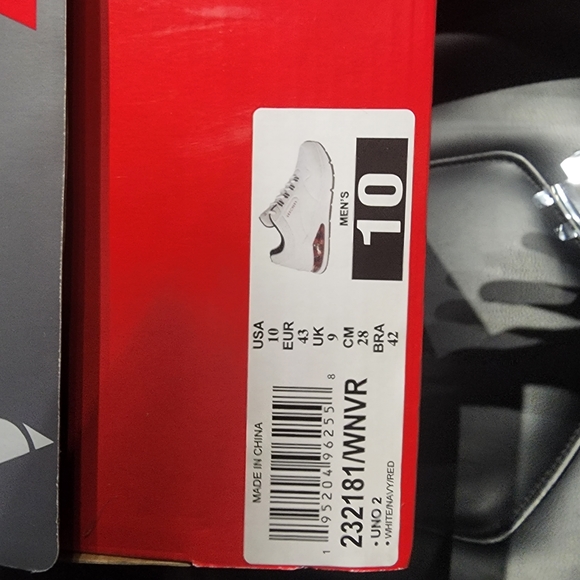 MEN'S
10
USA
10
EUR
43
UK
9
CM
28
BRA
42
MADE IN CHINA
1 95204 96255 8
232181/WNVR
• UNO 2
• WHITE/NAVY/RED